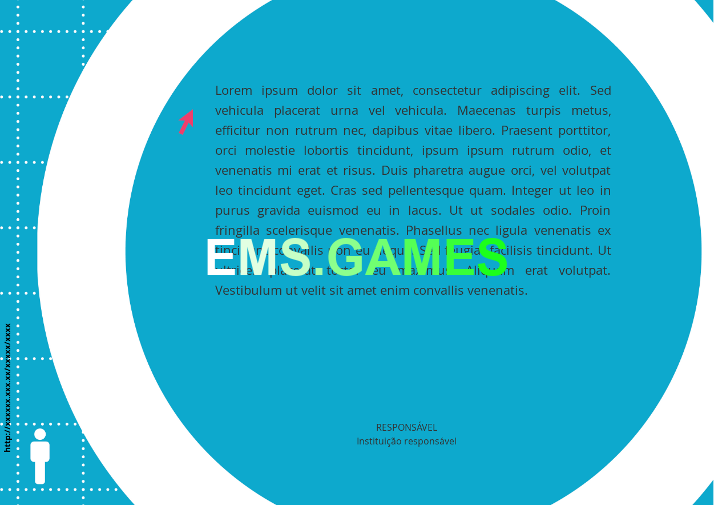 Lorem ipsum dolor sit amet, consectetur adipiscing elit. Sed
vehicula placerat urna vel vehicula. Maecenas turpis metus,
efficitur non rutrum nec, dapibus vitae libero. Praesent porttitor,
orci molestie lobortis tincidunt, ipsum ipsum rutrum odio, et
venenatis mi erat et risus. Duis pharetra augue orci, vel volutpat
leo tincidunt eget. Cras sed pellentesque quam. Integer ut leo in
purus gravida euismod eu in lacus. Ut ut sodales odio. Proin
fringilla scelerisque venenatis. Phasellus nec ligula venenatis ex
convallis non eu facilisis tincidunt. Ut
EMS.GAMES
erat volutpat.
Vestibulum ut velit sit amet enim convallis venenatis.
RESPONSÁVEL
Instituição responsável
http://xxxxxx.xxx.xx/xxxxx/xxxx